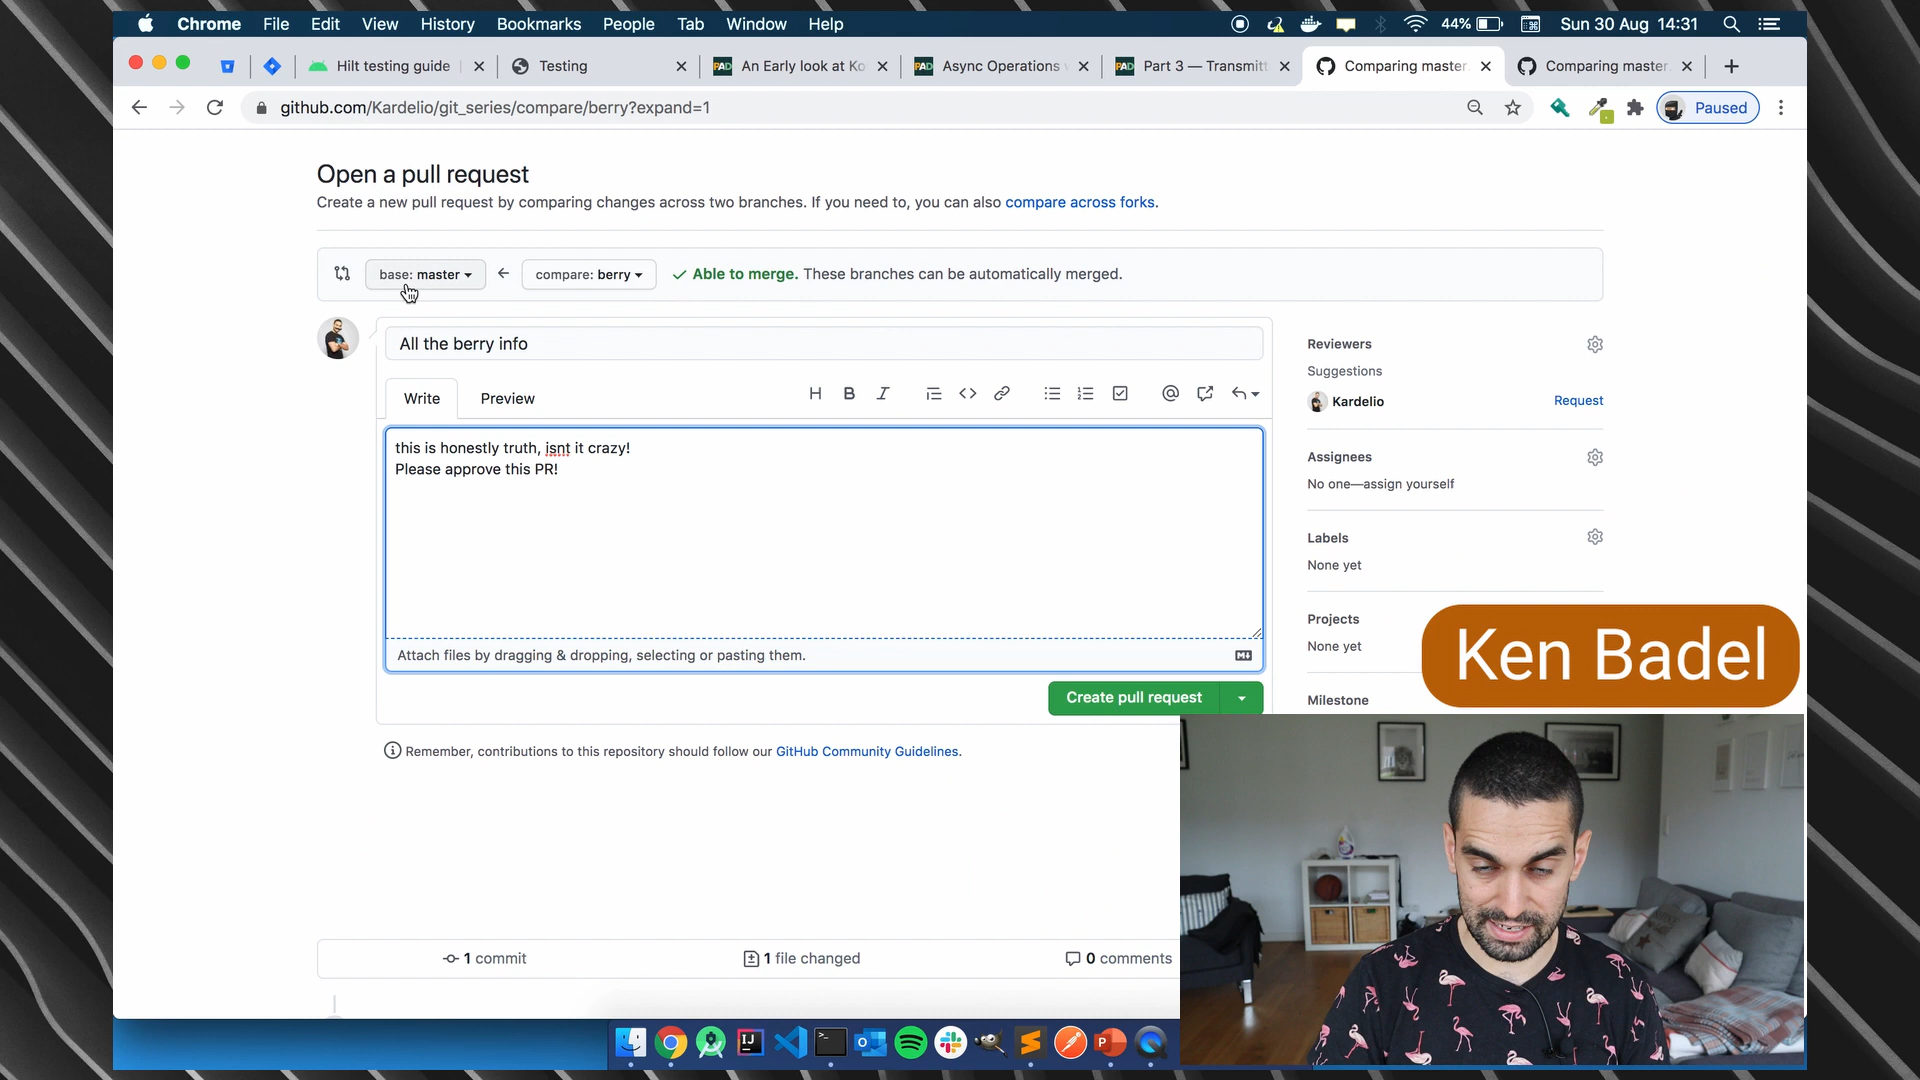 Chrome File Edit View History Bookmarks People Tab Window Help 44% Sun 30 Aug 14:31
Hilt testing guide Testing PAD An Early look at Ko PAD Async Operations PAD Part 3 — Transmitt Comparing master Comparing master
github.com/Kardelio/git_series/compare/berry?expand=1 Paused
Open a pull request
Create a new pull request by comparing changes across two branches. If you need to, you can also compare across forks.
base: master compare: berry Able to merge. These branches can be automatically merged.
All the berry info
Write Preview
this is honestly truth, isnt it crazy!
Please approve this PR!
Attach files by dragging & dropping, selecting or pasting them.
Create pull request
Remember, contributions to this repository should follow our GitHub Community Guidelines.
Reviewers
Suggestions
Kardelio Request
Assignees
No one—assign yourself
Labels
None yet
Projects
None yet
Milestone
Ken Badel
1 commit 1 file changed 0 comments